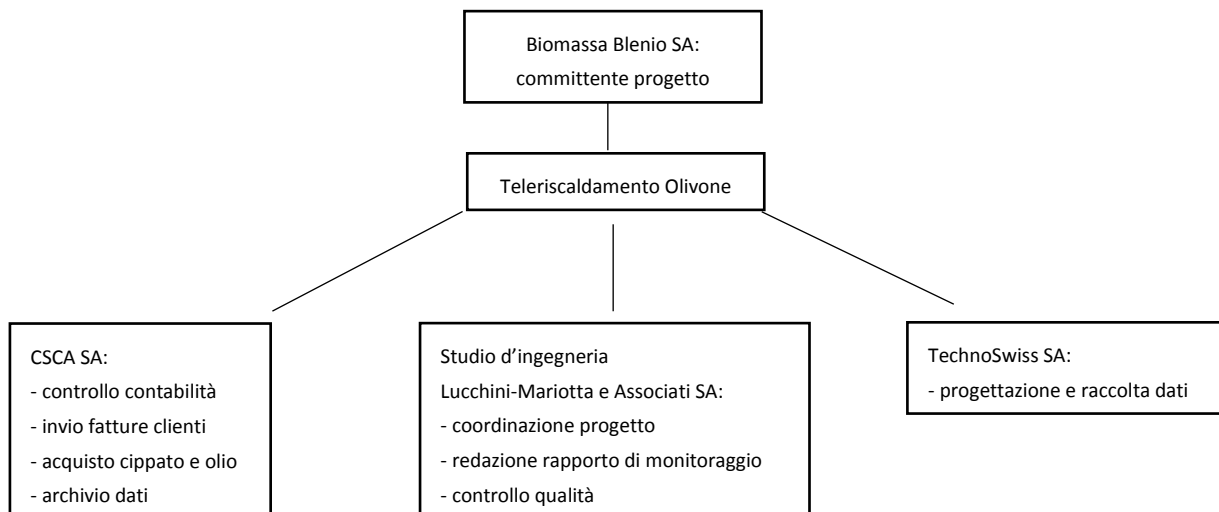 Biomassa Blenio SA:
committente progetto
Teleriscaldamento Olivone
CSCA SA:
- controllo contabilità
- invio fatture clienti
- acquisto cippato e olio
- archivio dati
Studio d’ingegneria
Lucchini-Mariotta e Associati SA:
- coordinazione progetto
- redazione rapporto di monitoraggio
- controllo qualità
TechnoSwiss SA:
- progettazione e raccolta dati